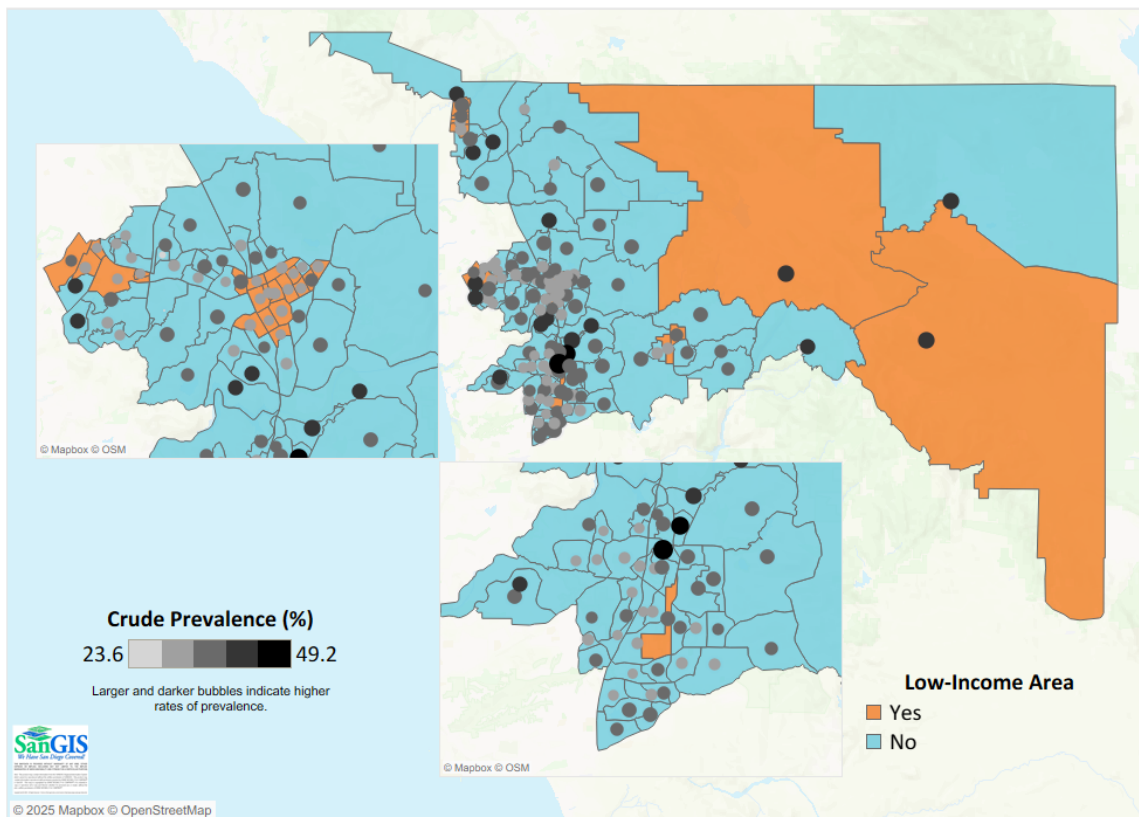 © Mapbox © OSM
© Mapbox © OSM
Crude Prevalence (%)
23.6
49.2
Larger and darker bubbles indicate higher
rates of prevalence.
Low-Income Area
Yes
No
SanGIS
We Have San Diego Covered!
© 2025 Mapbox © OpenStreetMap